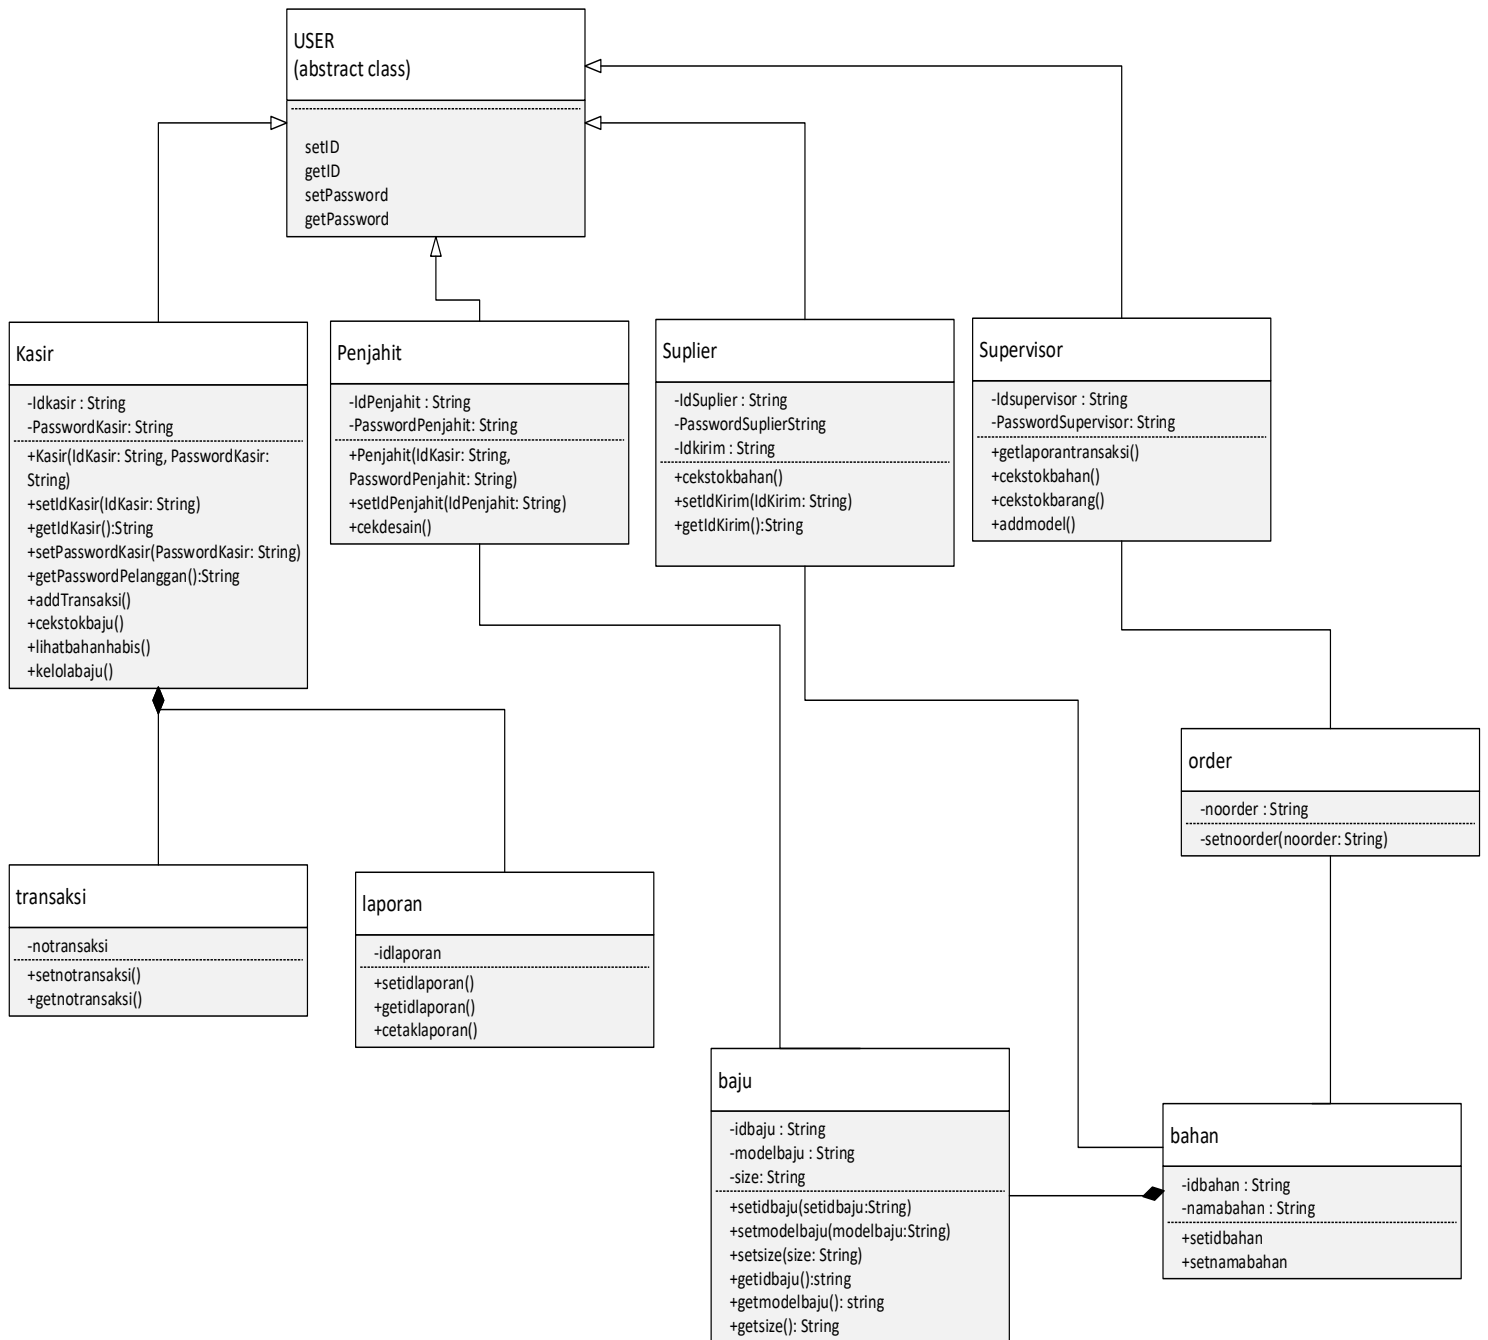 USER
(abstract class)
setID
getID
setPassword
getPassword
Kasir
-Idkasir : String
-PasswordKasir: String
+Kasir(IdKasir: String, PasswordKasir:
String)
+setIdKasir(IdKasir: String)
+getIdKasir():String
+setPasswordKasir(PasswordKasir: String)
+getPasswordPelanggan():String
+addTransaksi()
+cekstokbaju()
+lihatbahanhabis()
+kelolabaju()
Penjahit
-IdPenjahit : String
-PasswordPenjahit: String
+Penjahit(IdKasir: String,
PasswordPenjahit: String)
+setIdPenjahit(IdPenjahit: String)
+cekdesain()
Suplier
-IdSuplier : String
-PasswordSuplierString
-Idkirim : String
+cekstokbahan()
+setIdKirim(IdKirim: String)
+getIdKirim():String
Supervisor
-Idsupervisor : String
-PasswordSupervisor: String
+getlaporantransaksi()
+cekstokbahan()
+cekstokbarang()
+addmodel()
order
-noorder : String
-setnoorder(noorder: String)
transaksi
-notransaksi
+setnotransaksi()
+getnotransaksi()
laporan
-idlaporan
+setidlaporan()
+getidlaporan()
+cetaklaporan()
baju
-idbaju : String
-modelbaju : String
-size: String
+setidbaju(setidbaju:String)
+setmodelbaju(modelbaju:String)
+setsize(size: String)
+getidbaju():string
+getmodelbaju(): string
+getsize(): String
bahan
-idbahan : String
-namabahan : String
+setidbahan
+setnamabahan